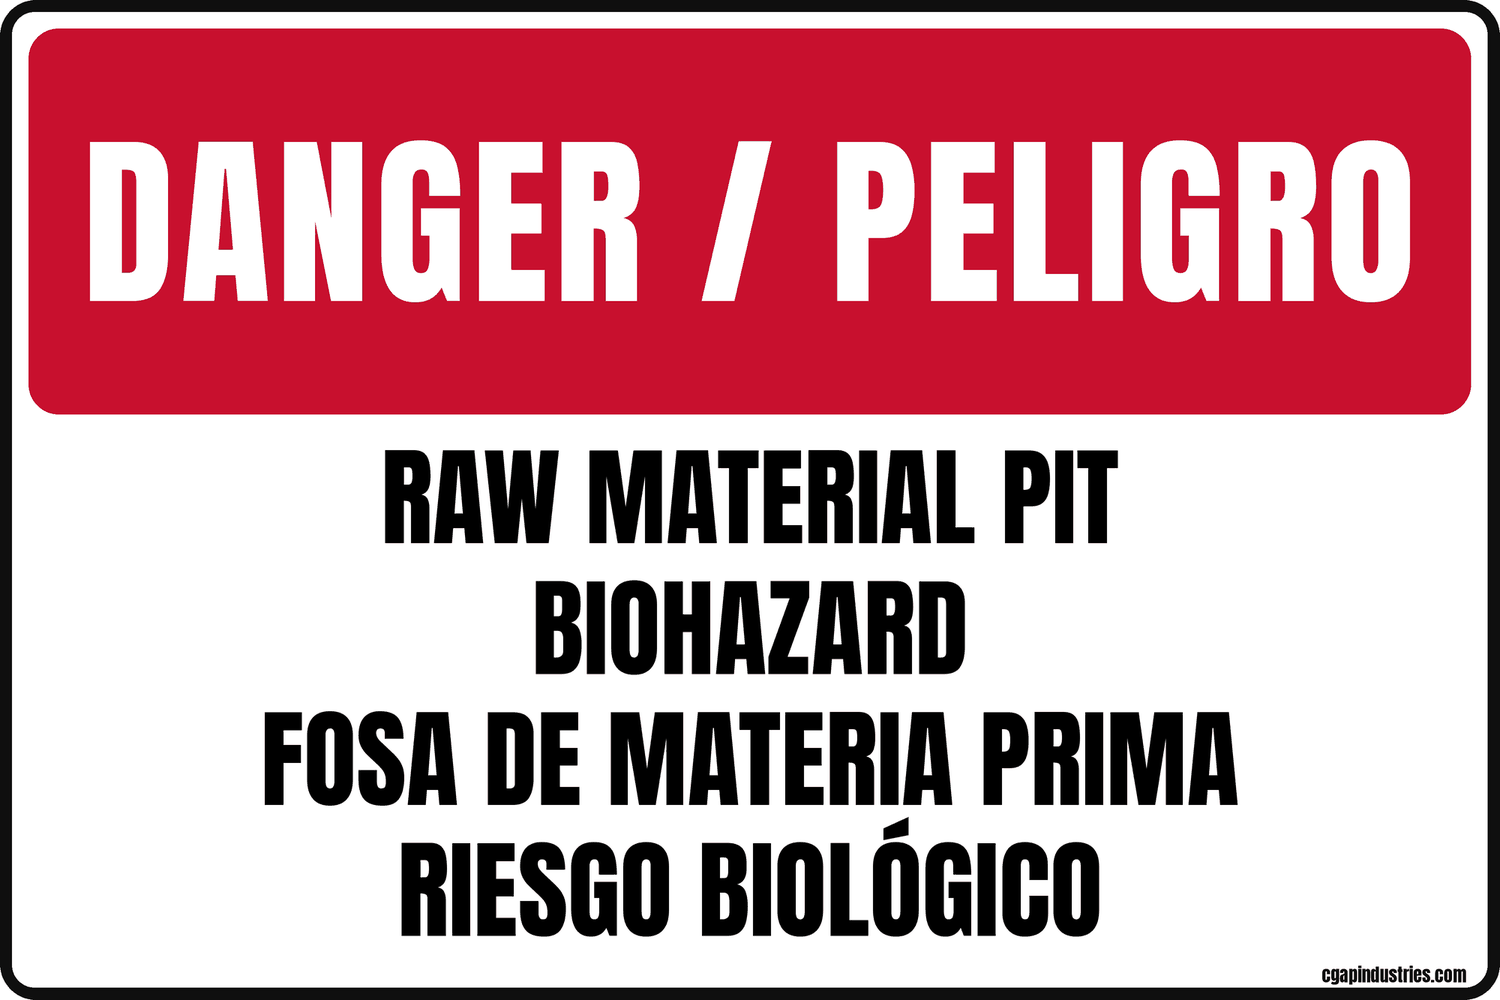 DANGER / PELIGRO
RAW MATERIAL PIT
BIOHAZARD
FOSA DE MATERIA PRIMA
RIESGO BIOLÓGICO
cgapindustries.com